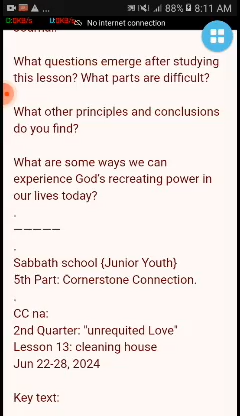 0:0KB/s U:0KB/s 88% 8:11 AM
No internet connection
What questions emerge after studying
this lesson? What parts are difficult?
What other principles and conclusions
do you find?
What are some ways we can
experience God's recreating power in
our lives today?
.
—————
.
Sabbath school {Junior Youth}
5th Part: Cornerstone Connection.
.
CC na:
2nd Quarter: "unrequited Love"
Lesson 13: cleaning house
Jun 22-28, 2024
Key text: